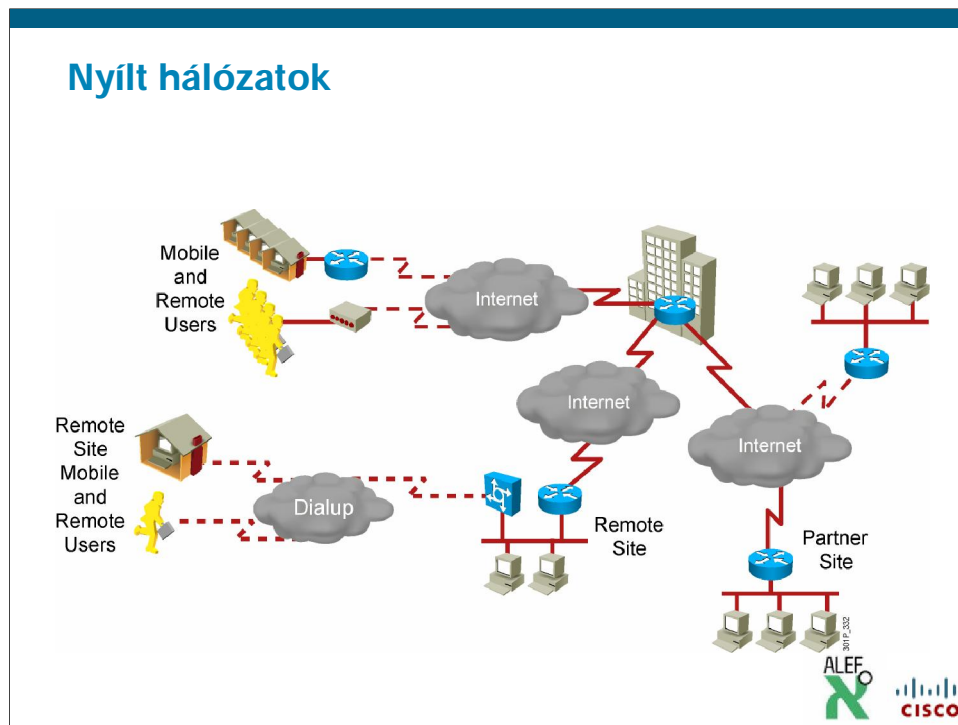 Nyílt hálózatok
Mobile
and
Remote
Users
Internet
Internet
Internet
Remote
Site
Mobile
and
Remote
Users
Dialup
Remote
Site
Partner
Site
301P_332
ALEF
CISCO